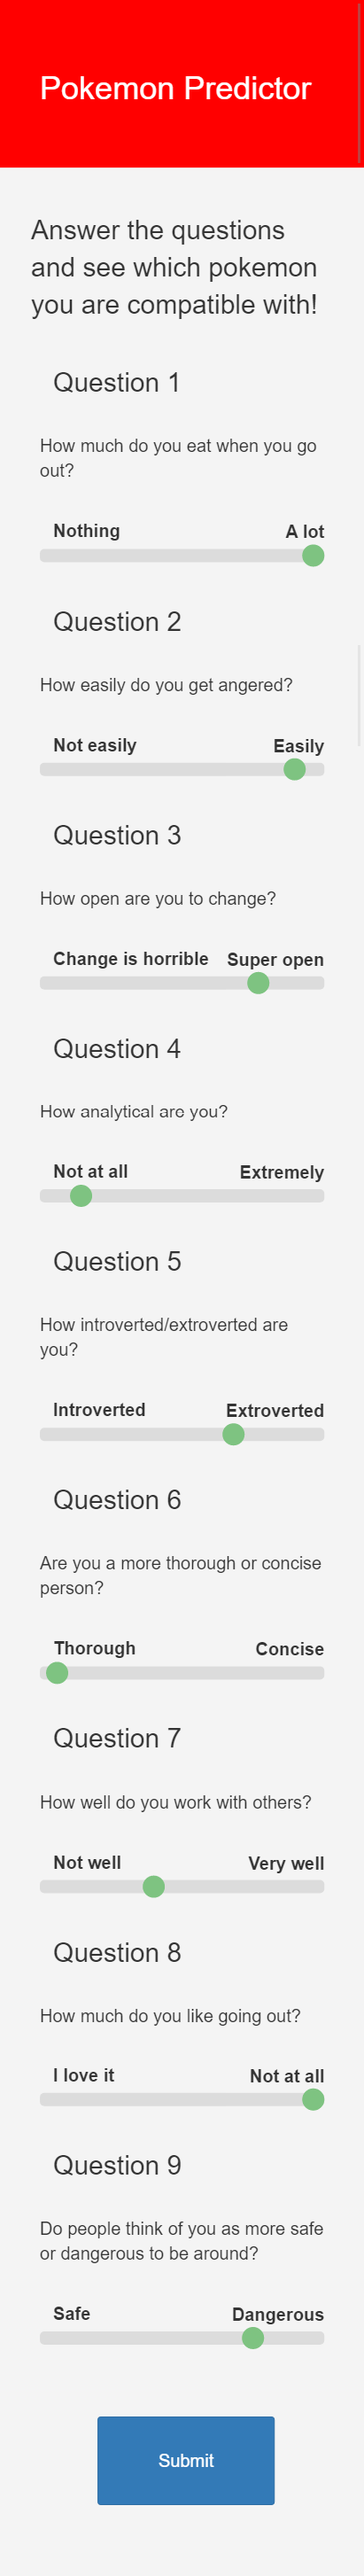 Pokemon Predictor
Answer the questions
and see which pokemon
you are compatible with!
Question 1
How much do you eat when you go
out?
Nothing A lot
Question 2
How easily do you get angered?
Not easily Easily
Question 3
How open are you to change?
Change is horrible Super open
Question 4
How analytical are you?
Not at all Extremely
Question 5
How introverted/extroverted are
you?
Introverted Extroverted
Question 6
Are you a more thorough or concise
person?
Thorough Concise
Question 7
How well do you work with others?
Not well Very well
Question 8
How much do you like going out?
I love it Not at all
Question 9
Do people think of you as more safe
or dangerous to be around?
Safe Dangerous
Submit